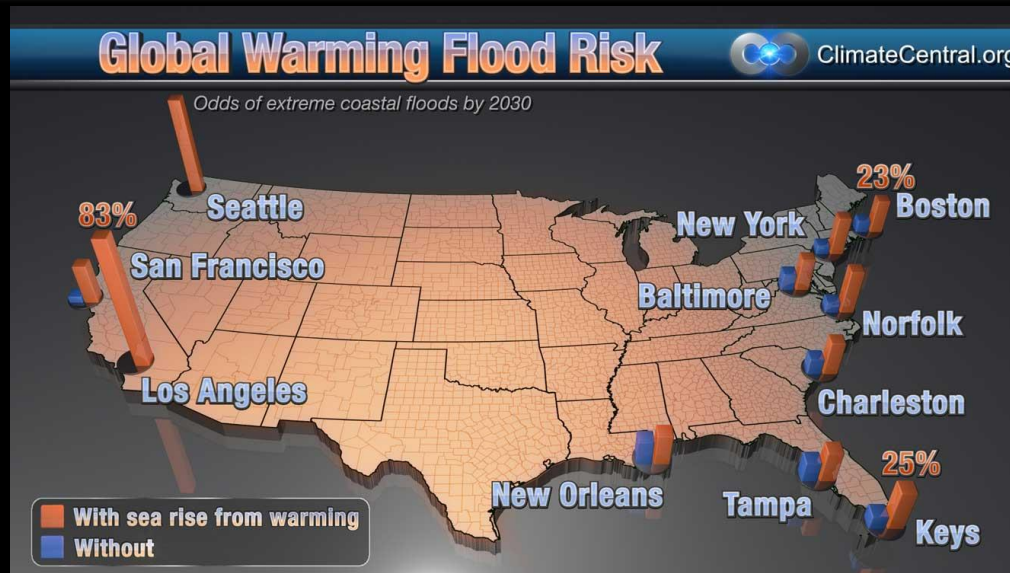 Global Warming Flood Risk
ClimateCentral.org
Odds of extreme coastal floods by 2030
Seattle
83%
San Francisco
Los Angeles
23%
Boston
New York
Baltimore
Norfolk
Charleston
New Orleans
Tampa
25%
Keys
With sea rise from warming
Without